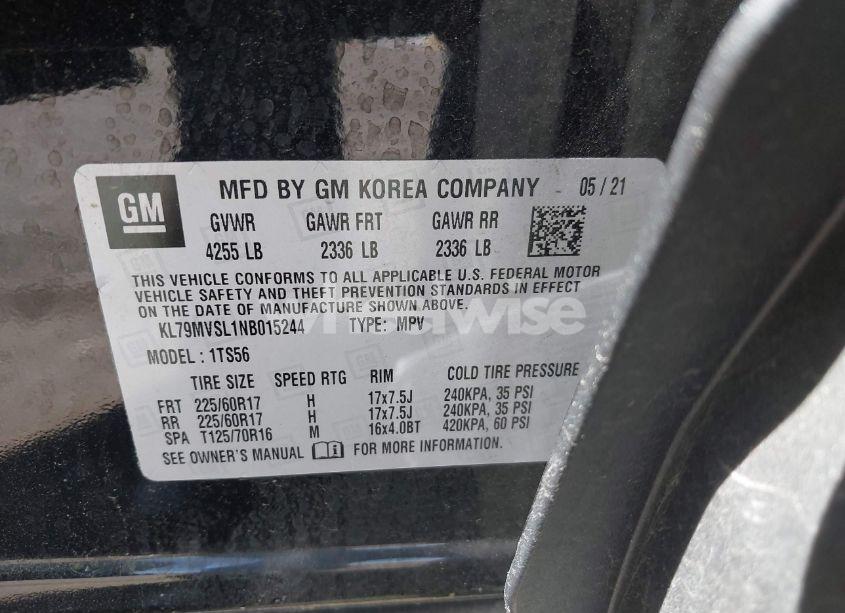 GM
MFD BY GM KOREA COMPANY 05 / 21
GVWR GAWR FRT GAWR RR
4255 LB 2336 LB 2336 LB
THIS VEHICLE CONFORMS TO ALL APPLICABLE U.S. FEDERAL MOTOR
VEHICLE SAFETY AND THEFT PREVENTION STANDARDS IN EFFECT
ON THE DATE OF MANUFACTURE SHOWN ABOVE.
KL79MVSL1NB015244 TYPE: MPV
MODEL : 1TS56
TIRE SIZE SPEED RTG RIM COLD TIRE PRESSURE
FRT 225/60R17 H 17x7.5J 240KPA, 35 PSI
RR 225/60R17 H 17x7.5J 240KPA, 35 PSI
SPA T125/70R16 M 16x4.0BT 420KPA, 60 PSI
SEE OWNER'S MANUAL FOR MORE INFORMATION.